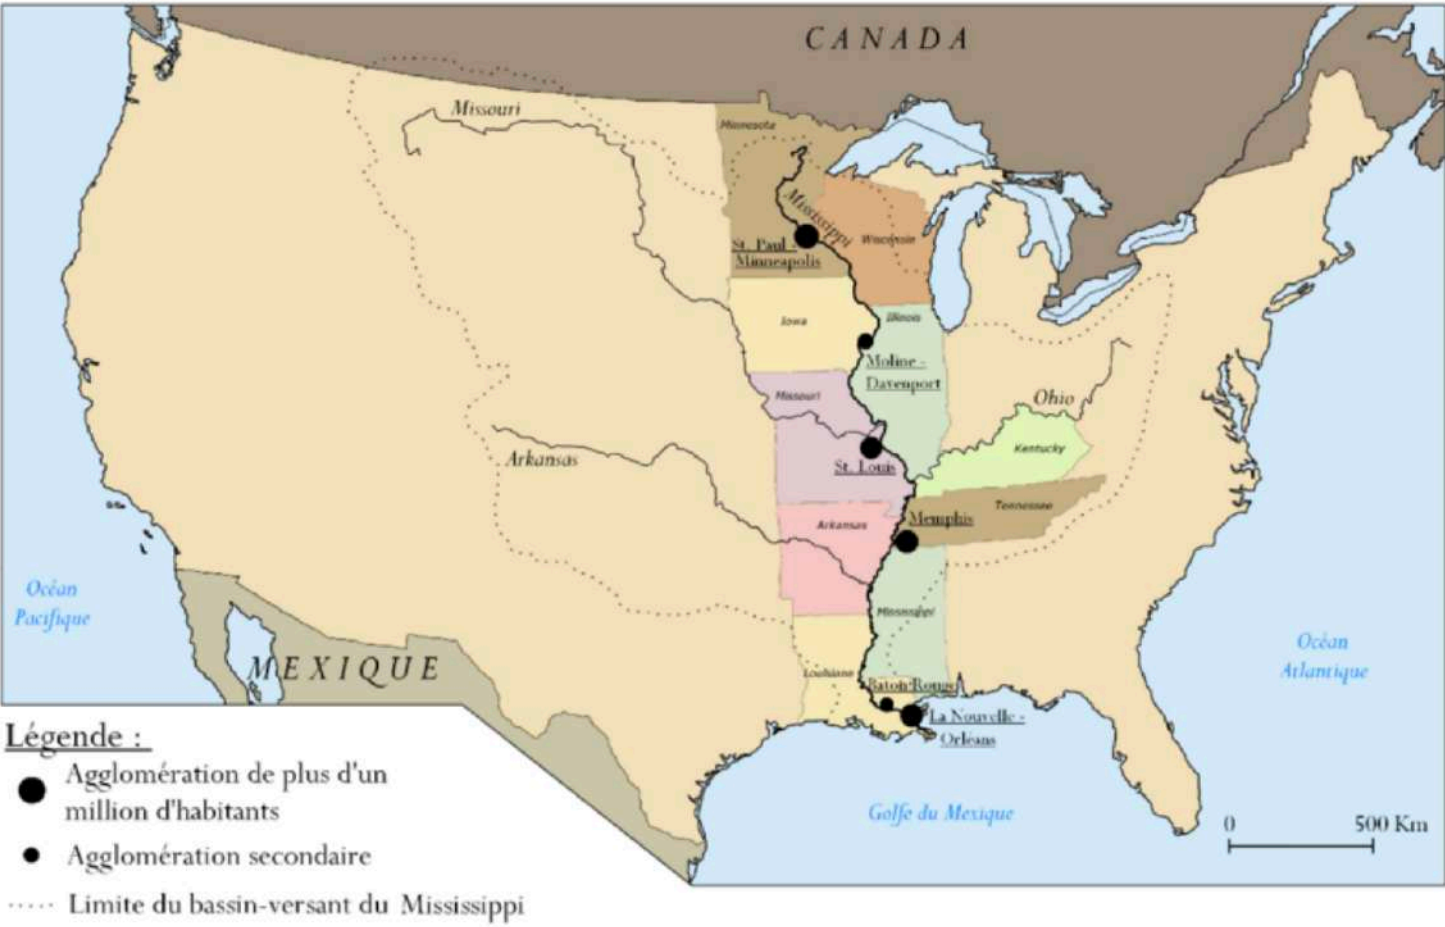 CANADA
Missouri
Minnesota
Mississippi
St. Paul -
Minneapolis
Wisconsin
Iowa
Illinois
Moline -
Davenport
Missouri
Ohio
Kentucky
Arkansas
St. Louis
Tennessee
Memphis
Arkansas
Océan
Pacifique
Mississippi
Océan
Atlantique
MEXIQUE
Louisiane
Baton-Rouge
La Nouvelle -
Orléans
Golfe du Mexique
Légende :
Agglomération de plus d'un
million d'habitants
Agglomération secondaire
Limite du bassin-versant du Mississippi
0 500 Km